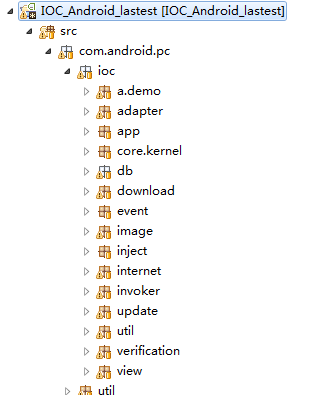 IOC_Android_lastest [IOC_Android_lastest]
src
com.android.pc
ioc
a.demo
adapter
app
core.kernel
db
download
event
image
inject
internet
invoker
update
util
verification
view
util